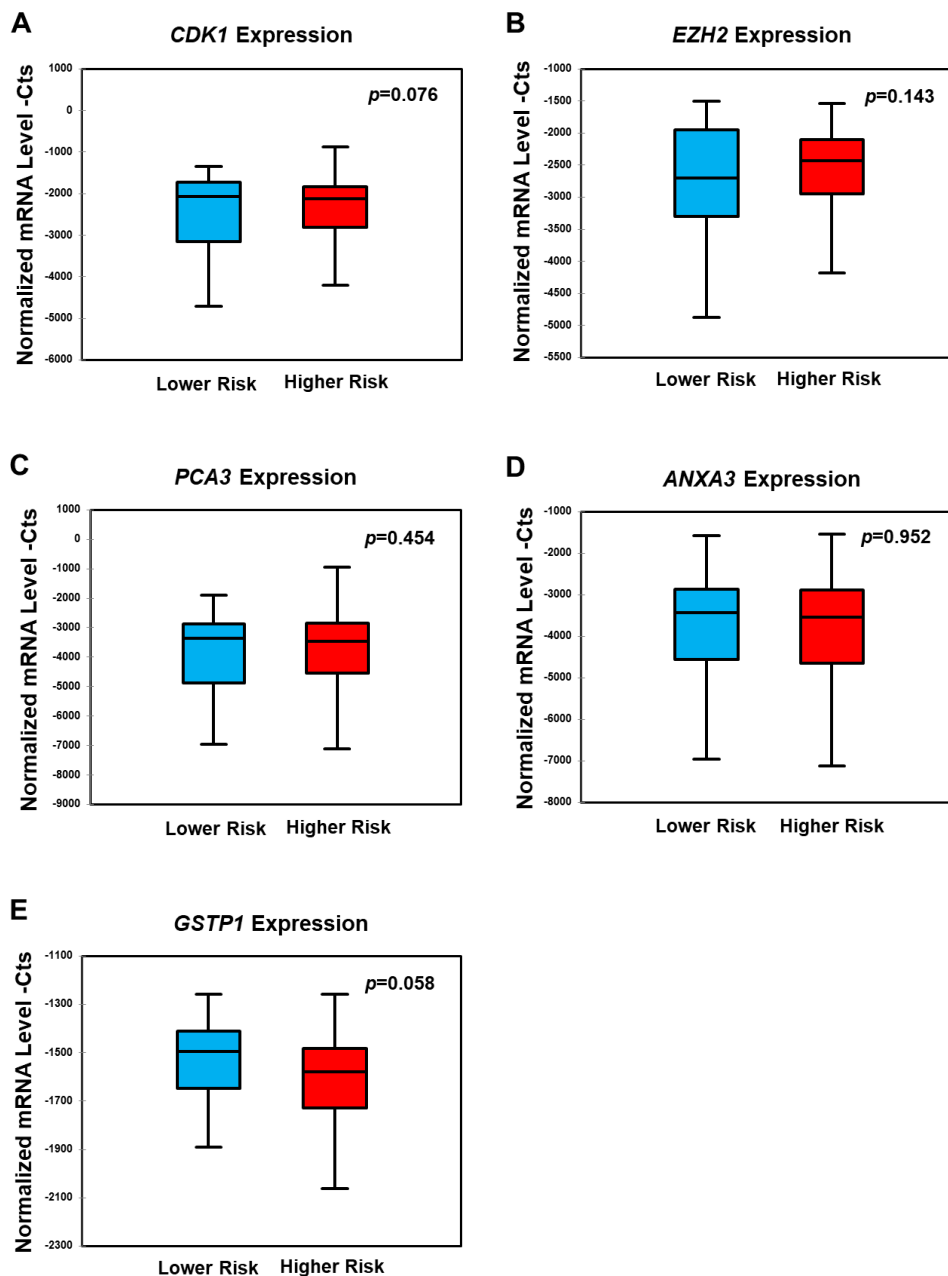 A
CDK1 Expression
Normalized mRNA Level -Cts
1000
0
-1000
-2000
-3000
-4000
-5000
-6000
p=0.076
Lower Risk Higher Risk
B
EZH2 Expression
Normalized mRNA Level -Cts
-1000
-1500
-2000
-2500
-3000
-3500
-4000
-4500
-5000
-5500
p=0.143
Lower Risk Higher Risk
C
PCA3 Expression
Normalized mRNA Level -Cts
1000
0
-1000
-2000
-3000
-4000
-5000
-6000
-7000
-8000
-9000
p=0.454
Lower Risk Higher Risk
D
ANXA3 Expression
Normalized mRNA Level -Cts
-1000
-2000
-3000
-4000
-5000
-6000
-7000
-8000
p=0.952
Lower Risk Higher Risk
E
GSTP1 Expression
Normalized mRNA Level -Cts
-1100
-1300
-1500
-1700
-1900
-2100
-2300
p=0.058
Lower Risk Higher Risk